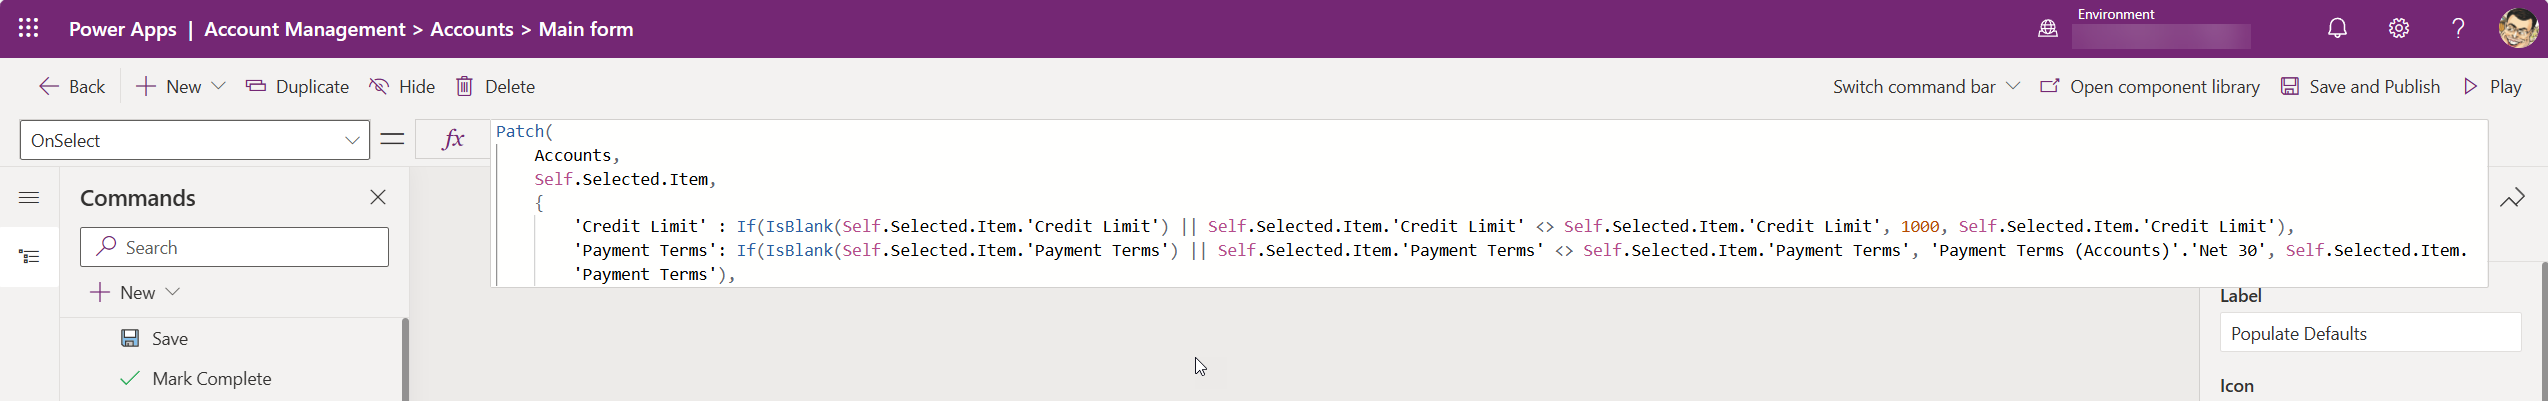 Power Apps | Account Management > Accounts > Main form
Environment
Back
New
Duplicate
Hide
Delete
Switch command bar
Open component library
Save and Publish
Play
OnSelect
=
fx
Patch(
Accounts,
Self.Selected.Item,
{
'Credit Limit' : If(IsBlank(Self.Selected.Item.'Credit Limit') || Self.Selected.Item.'Credit Limit' <> Self.Selected.Item.'Credit Limit', 1000, Self.Selected.Item.'Credit Limit'),
'Payment Terms': If(IsBlank(Self.Selected.Item.'Payment Terms') || Self.Selected.Item.'Payment Terms' <> Self.Selected.Item.'Payment Terms', 'Payment Terms (Accounts)'.'Net 30', Self.Selected.Item.
'Payment Terms'),
Commands
Search
New
Save
Mark Complete
Label
Populate Defaults
Icon